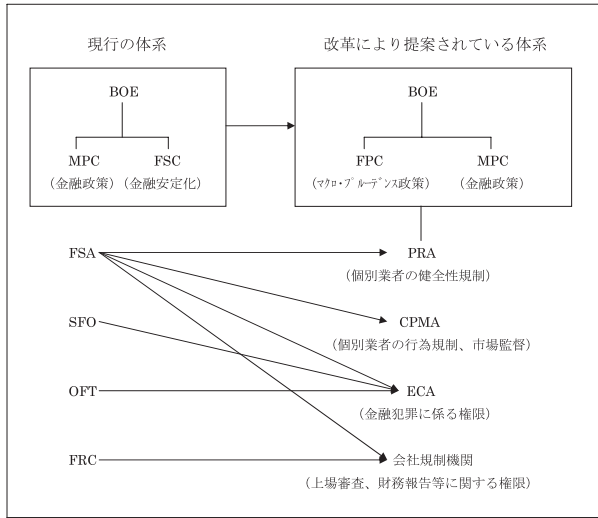 現行の体系
改革により提案されている体系
BOE
MPC
FSC
(金融政策)
(金融安定化)
BOE
FPC
MPC
(マクロ・プルーデンス政策)
(金融政策)
FSA
PRA
(個別業者の健全性規制)
SFO
CPMA
(個別業者の行為規制、市場監督)
OFT
ECA
(金融犯罪に係る権限)
FRC
会社規制機関
(上場審査、財務報告等に関する権限)